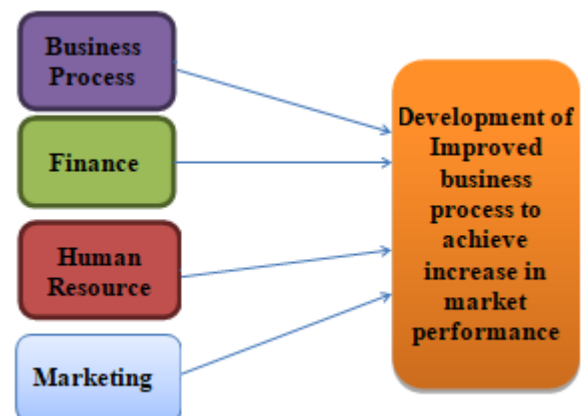 Business
Process
Finance
Human
Resource
Marketing
Development of
Improved
business
process to
achieve
increase in
market
performance